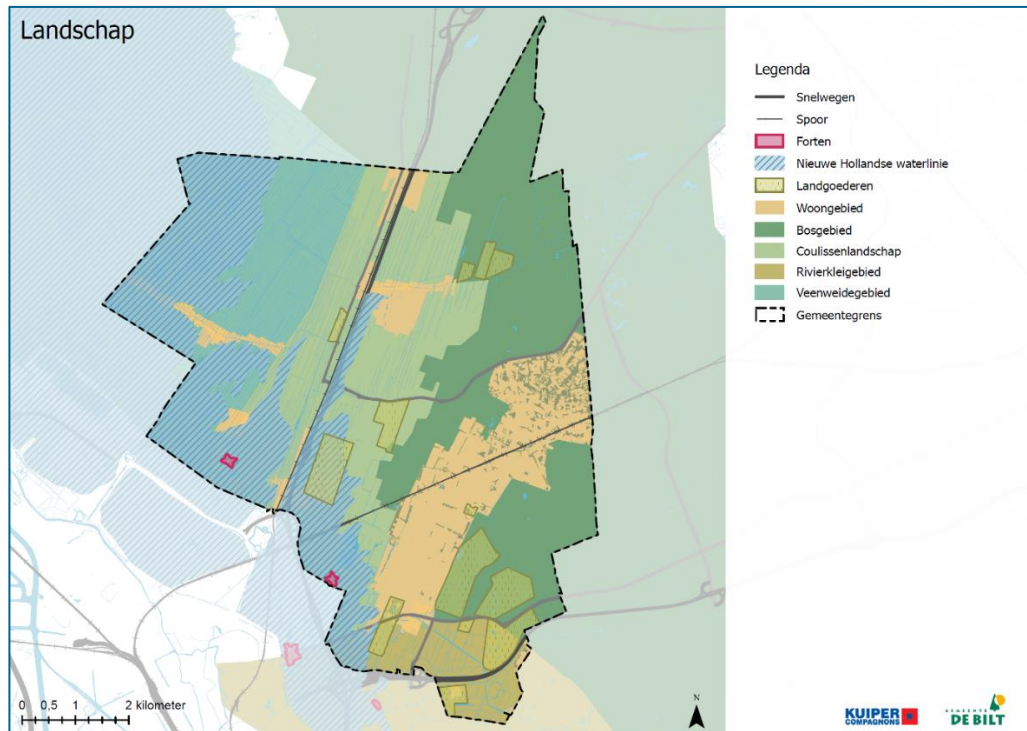 Landschap
Legenda
Snelwegen
Spoor
Forten
Nieuwe Hollandse waterlinie
Landgoederen
Woongebied
Bosgebied
Coulissenlandschap
Rivierkleigebied
Veenweidegebied
Gemeentegrens
0 0,5 1 2 kilometer
N
KUIPER
COMPAGNONS
GEMEENTE
DE BILT